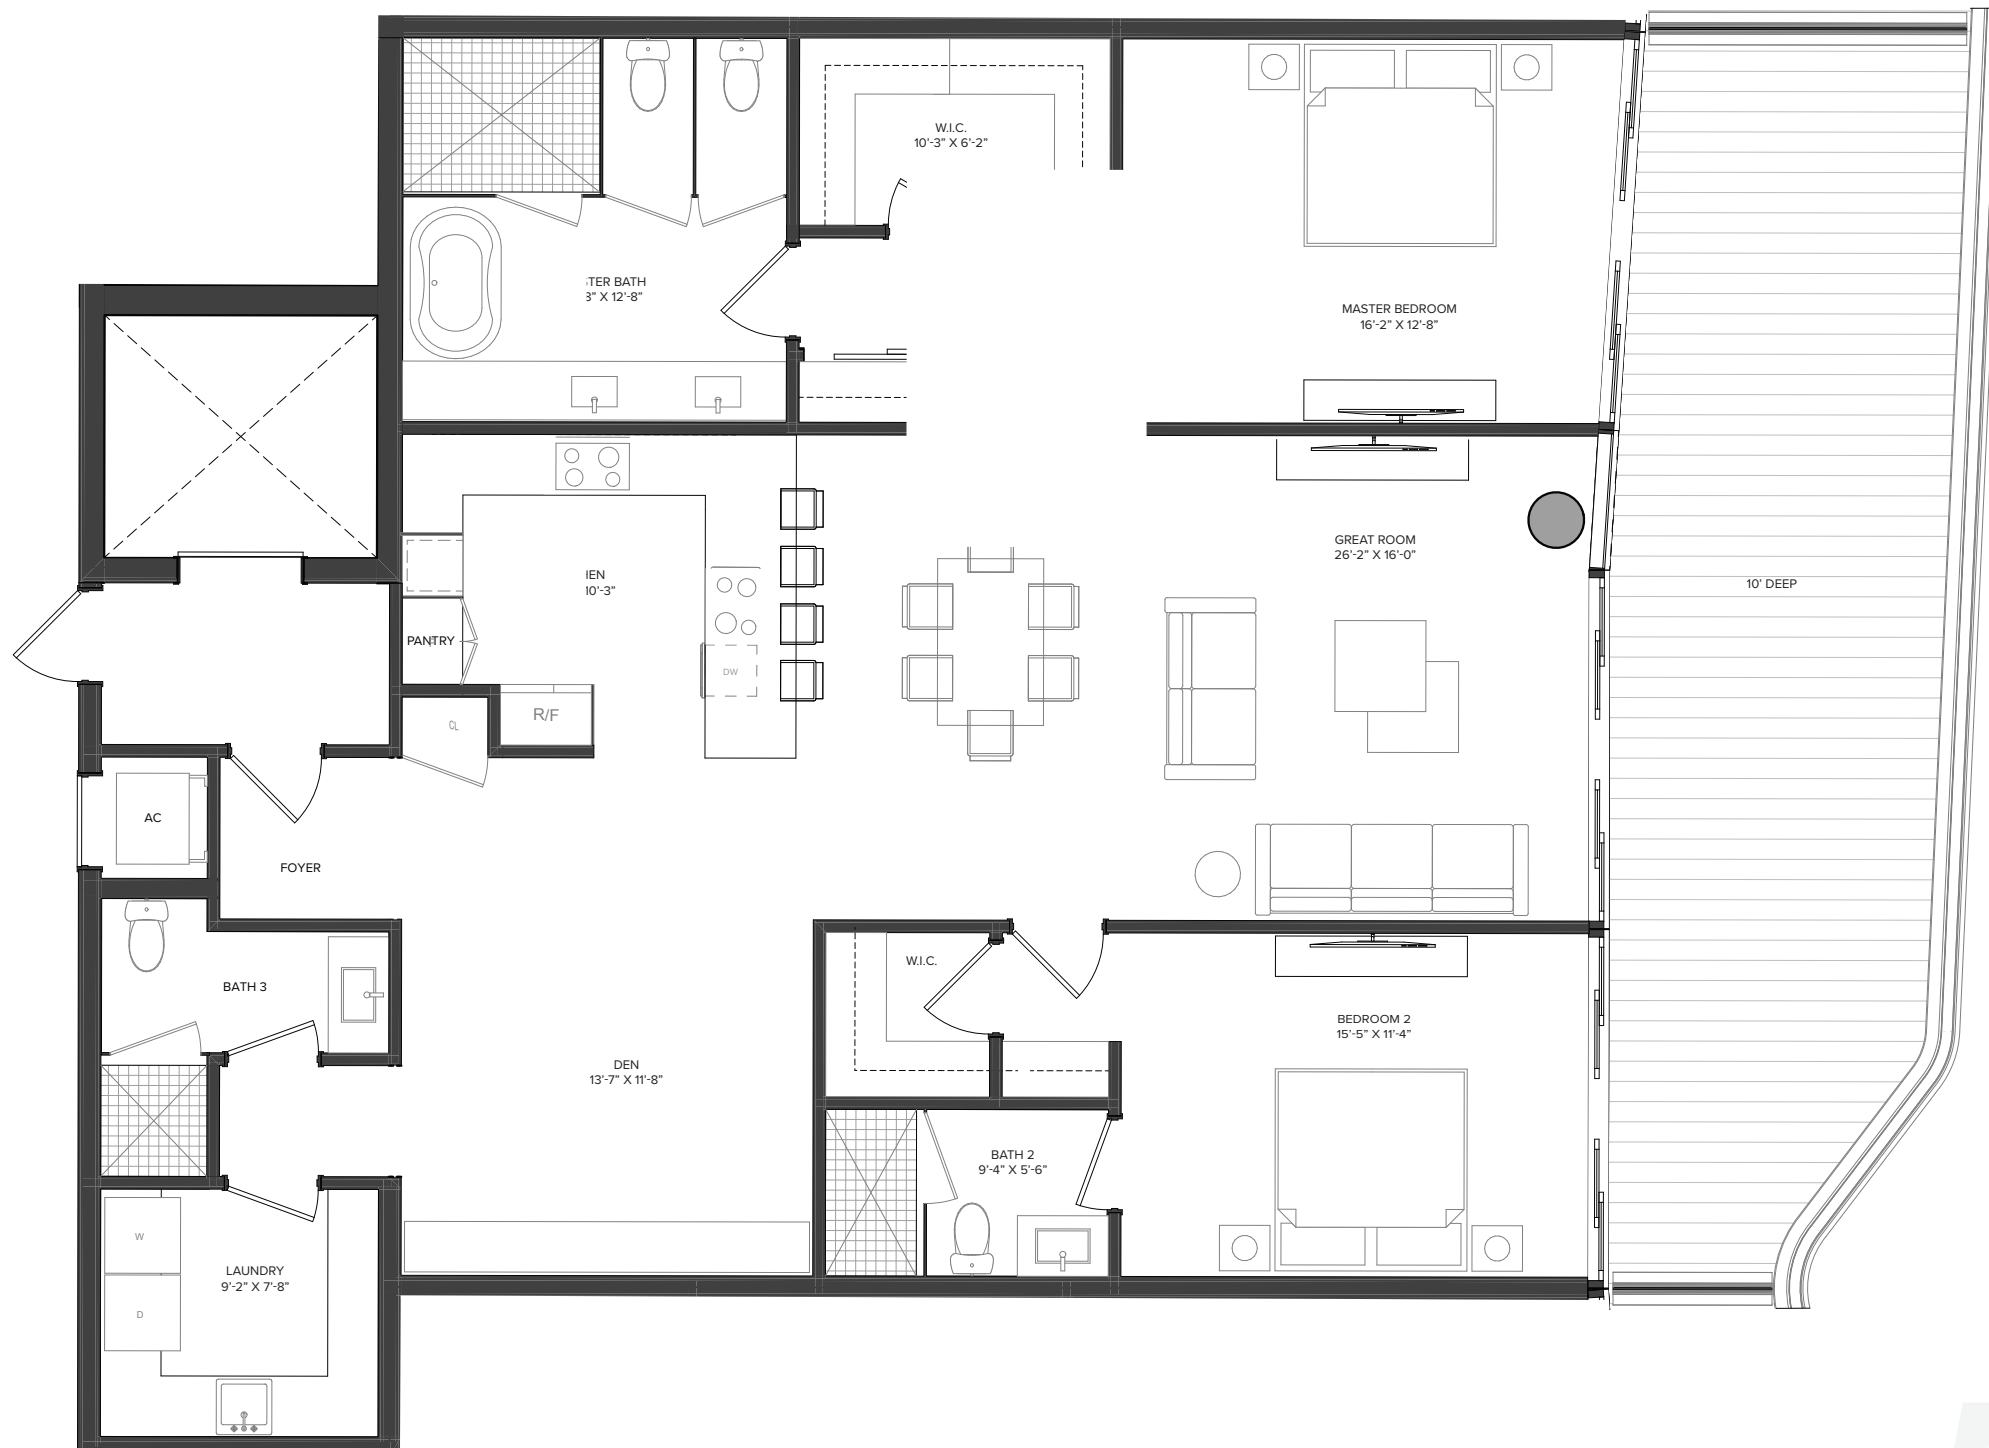 W.I.C.
10'-3" X 6'-2"
TER BATH
3" X 12'-8"
MASTER BEDROOM
16'-2" X 12'-8"
GREAT ROOM
26'-2" X 16'-0"
10' DEEP
10'-3"
PANTRY
DW
CL
R/F
AC
FOYER
W.I.C.
BATH 3
BEDROOM 2
15'-5" X 11'-4"
DEN
13'-7" X 11'-8"
BATH 2
9'-4" X 5'-6"
W
LAUNDRY
9'-2" X 7'-8"
D